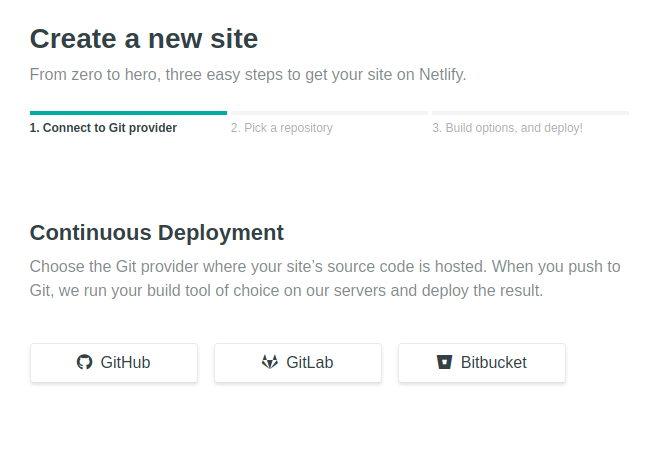 Create a new site
From zero to hero, three easy steps to get your site on Netlify.
1. Connect to Git provider
2. Pick a repository
3. Build options, and deploy!
Continuous Deployment
Choose the Git provider where your site’s source code is hosted. When you push to
Git, we run your build tool of choice on our servers and deploy the result.
GitHub
GitLab
Bitbucket